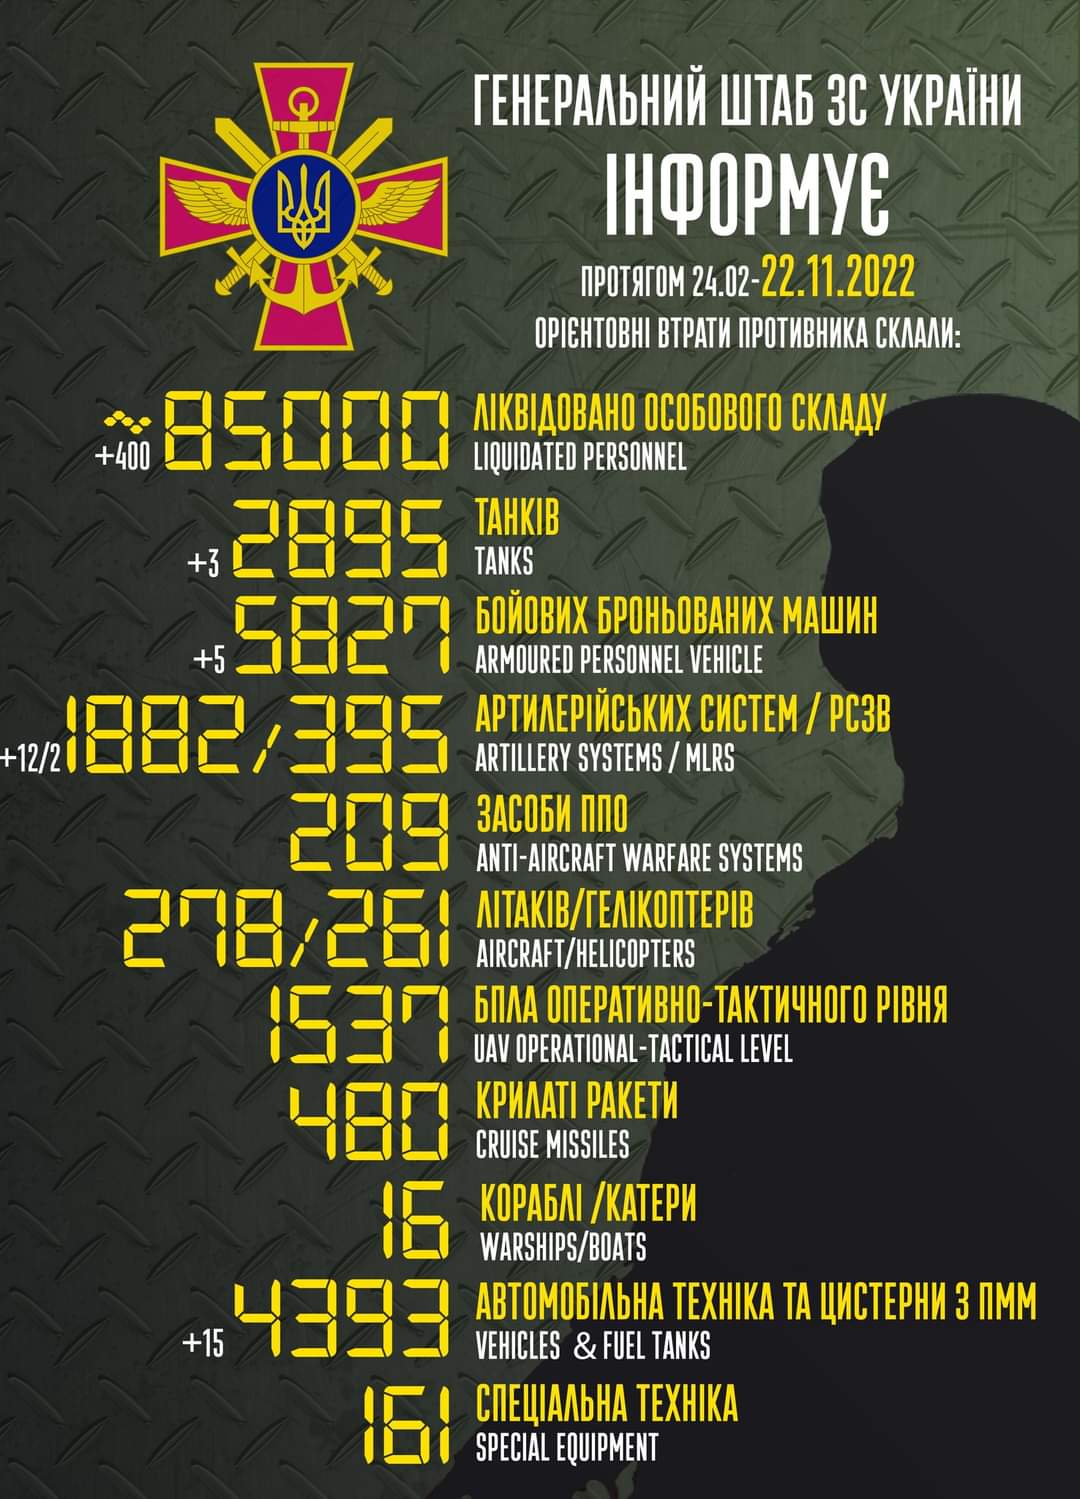 ГЕНЕРАЛЬНИЙ ШТАБ ЗС УКРАЇНИ
ІНФОРМУЄ
ПРОТЯГОМ 24.02-22.11.2022
ОРІЄНТОВНІ ВТРАТИ ПРОТИВНИКА СКЛАЛИ:
+400 ~85000 ЛІКВІДОВАНО ОСОБОВОГО СКЛАДУ
LIQUIDATED PERSONNEL
+3 2895 ТАНКІВ
TANKS
+5 5827 БОЙОВИХ БРОНЬОВАНИХ МАШИН
ARMOURED PERSONNEL VEHICLE
+12/2 1882/395 АРТИЛЕРІЙСЬКИХ СИСТЕМ / РСЗВ
ARTILLERY SYSTEMS / MLRS
209 ЗАСОБИ ППО
ANTI-AIRCRAFT WARFARE SYSTEMS
278/261 ЛІТАКІВ/ГЕЛІКОПТЕРІВ
AIRCRAFT/HELICOPTERS
1537 БПЛА ОПЕРАТИВНО-ТАКТИЧНОГО РІВНЯ
UAV OPERATIONAL-TACTICAL LEVEL
480 КРИЛАТІ РАКЕТИ
CRUISE MISSILES
16 КОРАБЛІ /КАТЕРИ
WARSHIPS/BOATS
+15 4393 АВТОМОБІЛЬНА ТЕХНІКА ТА ЦИСТЕРНИ З ПММ
VEHICLES & FUEL TANKS
161 СПЕЦІАЛЬНА ТЕХНІКА
SPECIAL EQUIPMENT